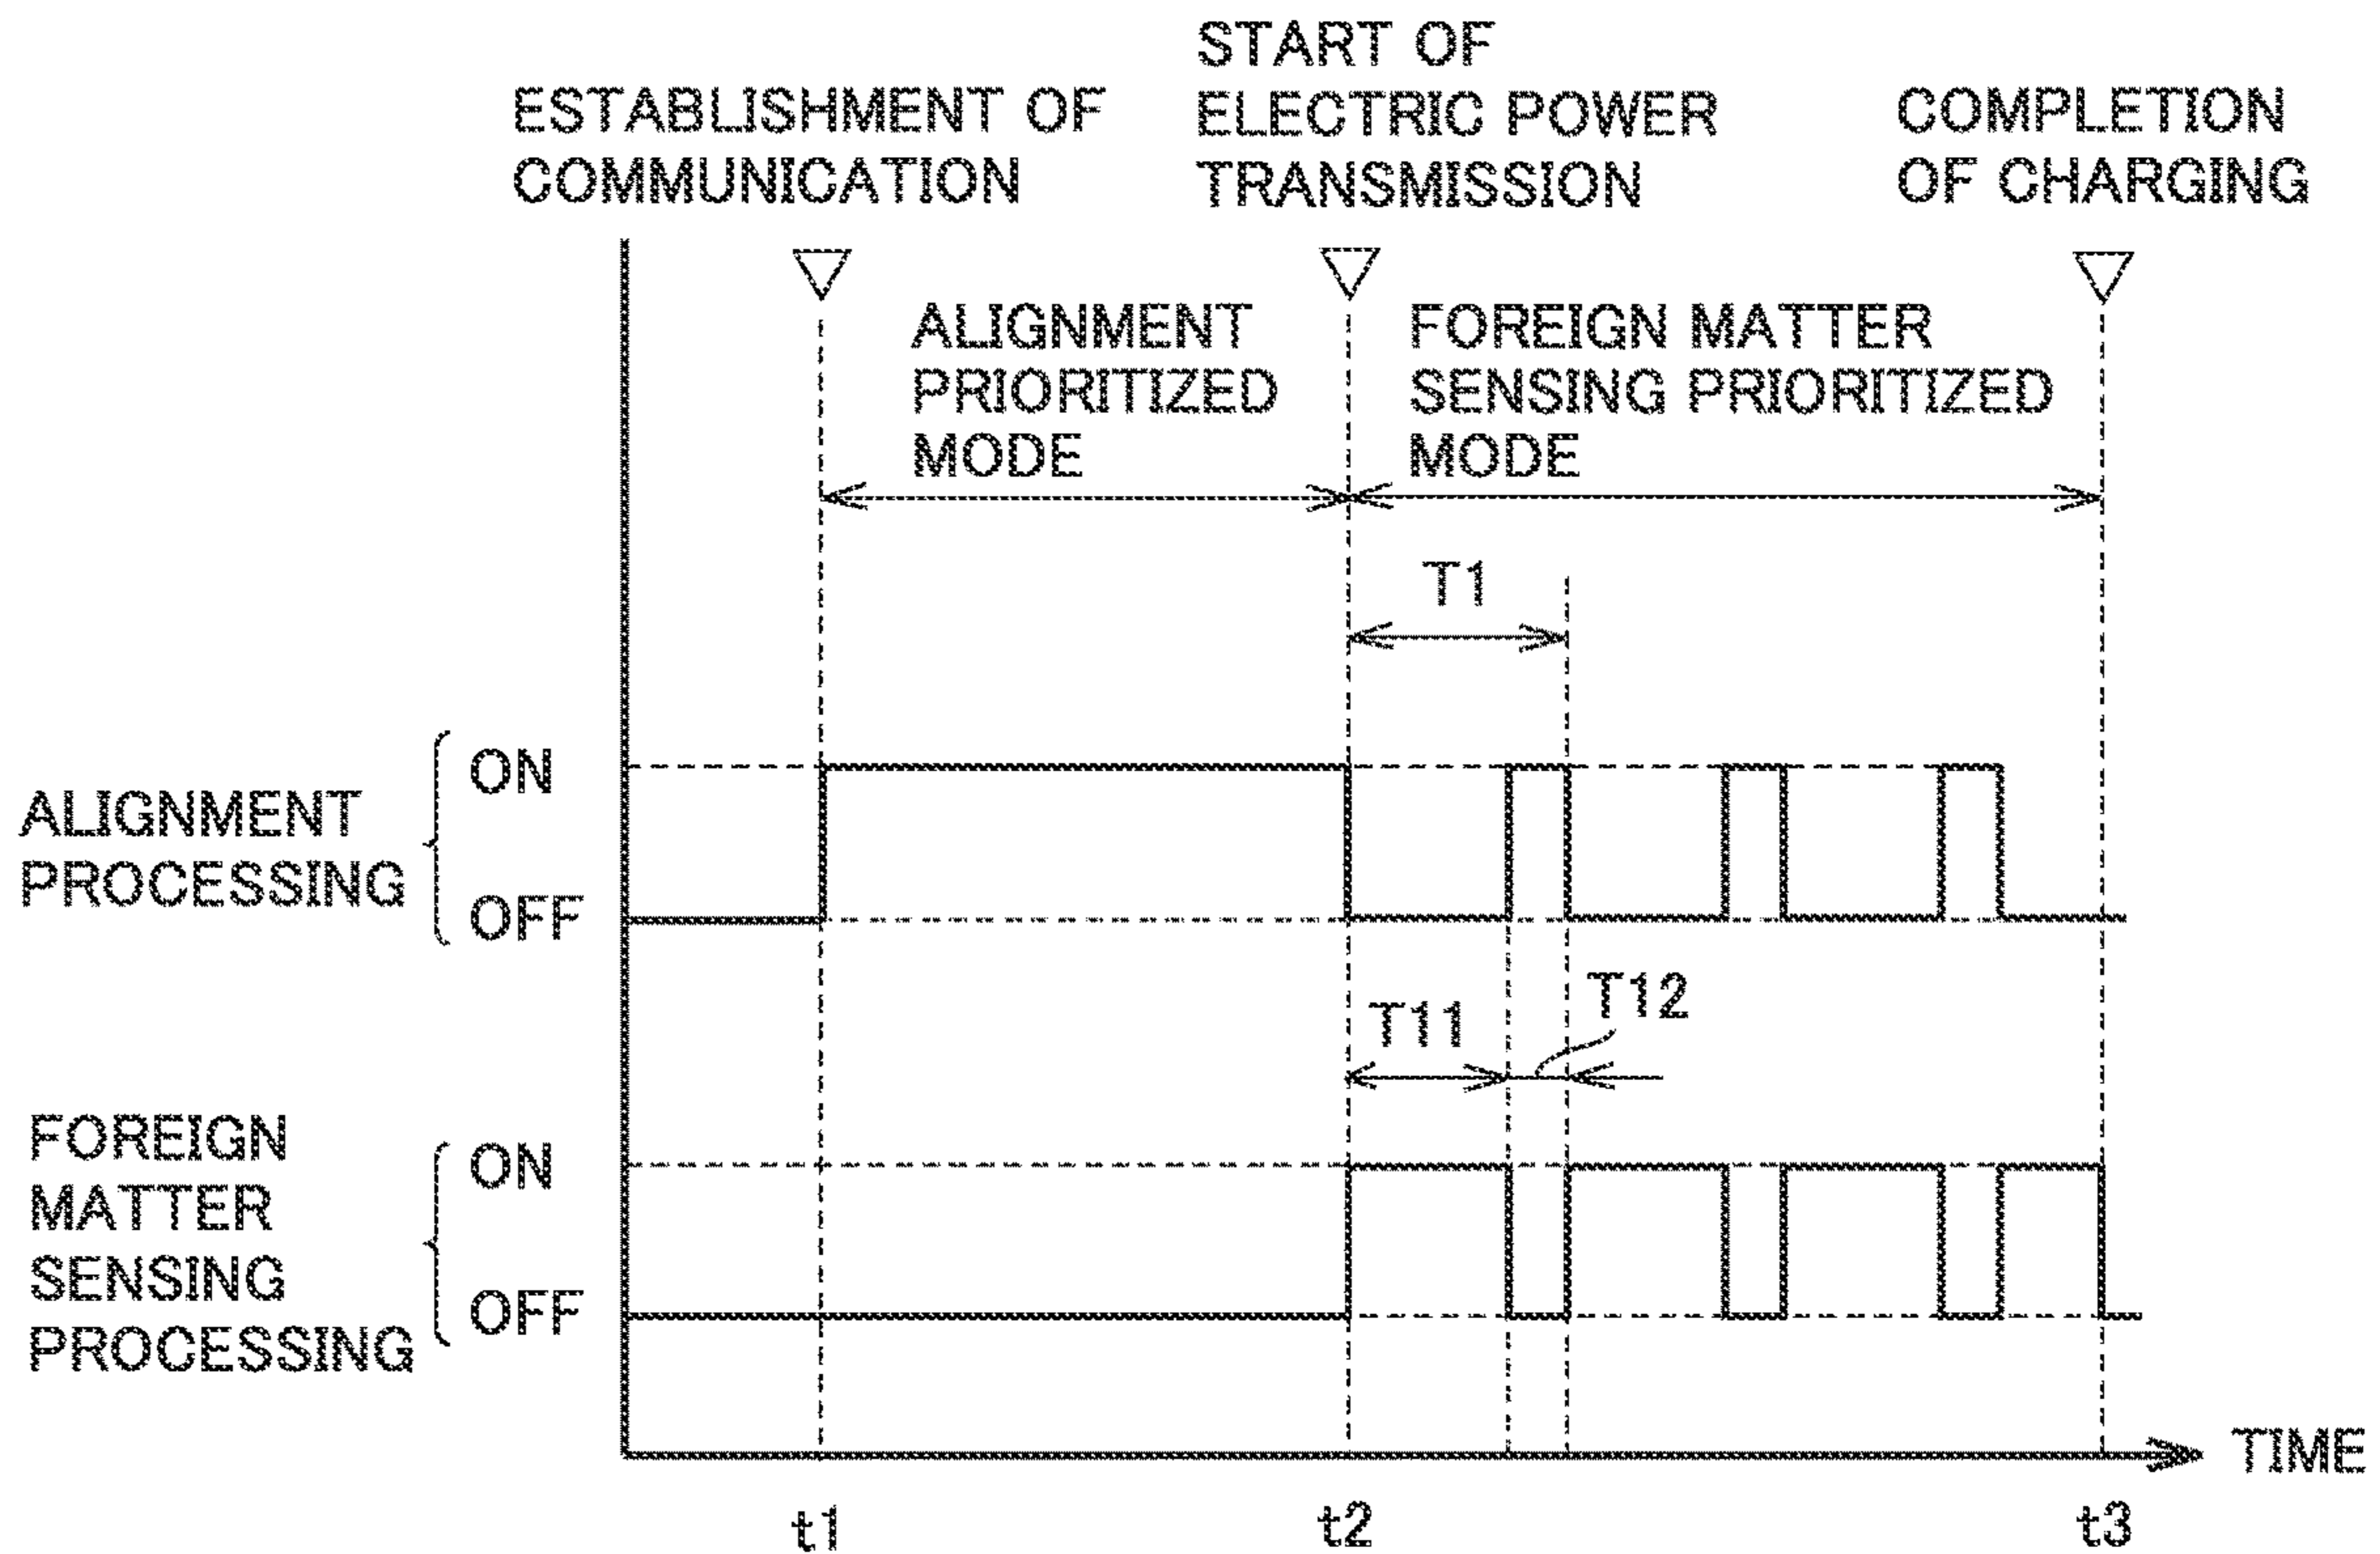 START OF
ESTABLISHMENT OF ELECTRIC POWER COMPLETION
COMMUNICATION TRANSMISSION OF CHARGING
ALIGNMENT FOREIGN MATTER
PRIORITIZED SENSING PRIORITIZED
MODE MODE
T1
ON
ALIGNMENT
PROCESSING
OFF
T12
T11
FOREIGN
ON
MATTER
SENSING
OFF
PROCESSING
TIME
t1 t2 t3